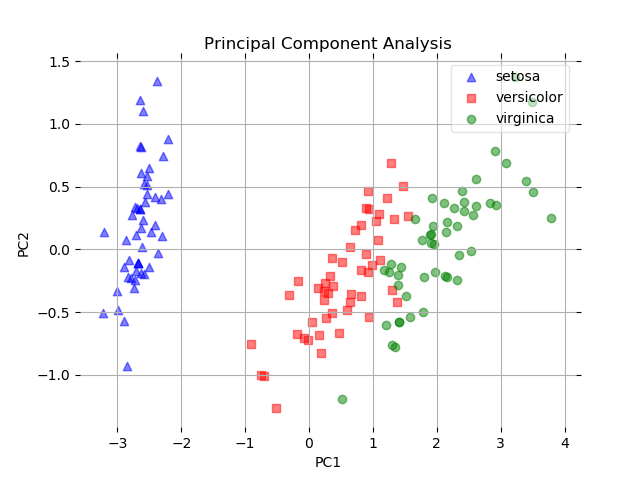 Principal Component Analysis
setosa
versicolor
virginica
PC2
1.5
1.0
0.5
0.0
−0.5
−1.0
−3 −2 −1 0 1 2 3 4
PC1